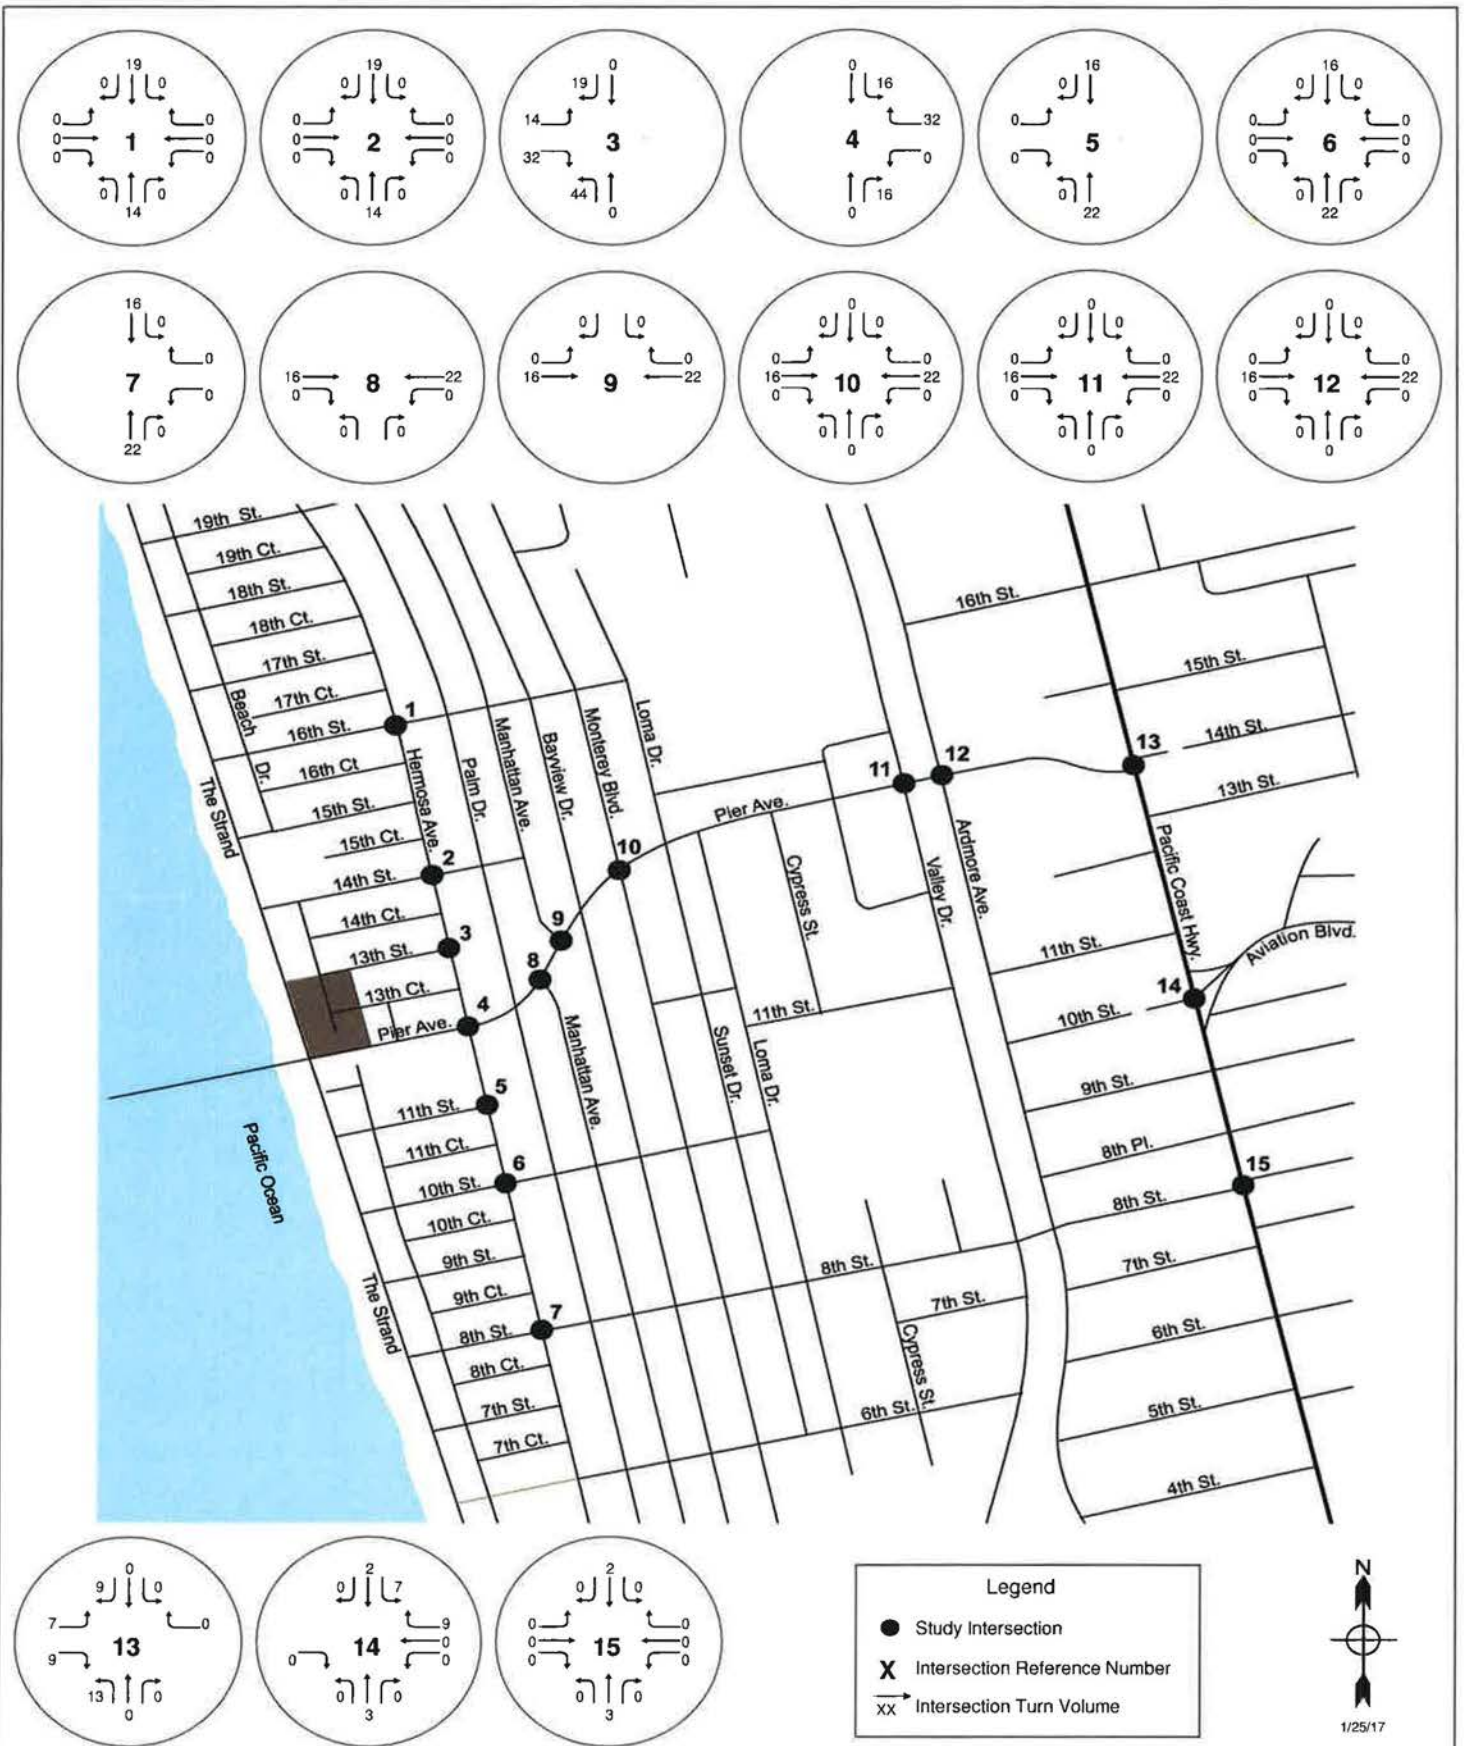 19
0 0
0 0
0 1 0
0 0
0 0
14
19
0 0
0 0
0 2 0
0 0
0 0
14
0
19
14
3
32
44
0
0
16
32
4
0
16
0
16
0
0
5
0
0
22
16
0 0
0 0
0 6 0
0 0
0 0
22
16
0
0
7
0
0
22
16 8 22
0 0
0 0
0 0
0 0
16 9 22
0
0 0
0 0
16 10 22
0 0
0 0
0
0
0 0
0 0
16 11 22
0 0
0 0
0
0
0 0
0 0
16 12 22
0 0
0 0
0
19th St.
19th Ct.
18th St.
18th Ct.
17th St.
17th Ct.
16th St.
16th Ct
15th St.
15th Ct.
14th St.
14th Ct.
13th St.
13th Ct.
Pier Ave.
11th St.
11th Ct.
10th St.
10th Ct.
9th St.
9th Ct.
8th St.
8th Ct.
7th St.
7th Ct.
Beach
Dr.
The Strand
The Strand
Pacific Ocean
Hermosa Ave.
Palm Dr.
Manhattan Ave.
Bayview Dr.
Monterey Blvd.
Loma Dr.
Manhattan Ave.
Sunset Dr.
Loma Dr.
Pier Ave.
Cypress St.
11th St.
8th St.
7th St.
Cypress St.
6th St.
Valley Dr.
Ardmore Ave.
Pacific Coast Hwy.
Aviation Blvd.
16th St.
15th St.
14th St.
13th St.
11th St.
10th St.
9th St.
8th Pl.
8th St.
7th St.
6th St.
5th St.
4th St.
1
2
3
4
5
6
7
8
9
10
11
12
13
14
15
0
9 0
7 0
13
9
13 0
0
2
0 7
9
14 0
0 0
0 0
3
2
0 0
0 0
0 15 0
0 0
0 0
3
Legend
Study Intersection
X Intersection Reference Number
xx Intersection Turn Volume
N
1/25/17